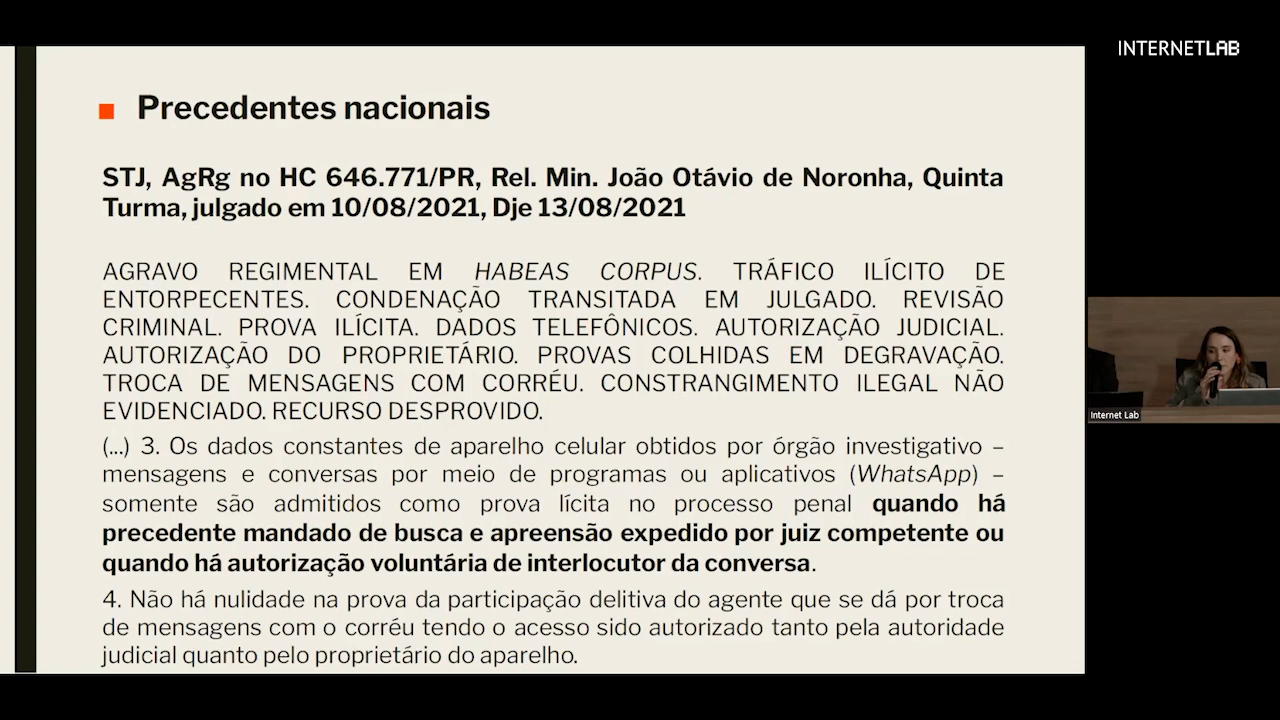 INTERNETLAB
Precedentes nacionais
STJ, AgRg no HC 646.771/PR, Rel. Min. João Otávio de Noronha, Quinta
Turma, julgado em 10/08/2021, Dje 13/08/2021
AGRAVO REGIMENTAL EM HABEAS CORPUS. TRÁFICO ILÍCITO DE
ENTORPECENTES. CONDENAÇÃO TRANSITADA EM JULGADO. REVISÃO
CRIMINAL. PROVA ILÍCITA. DADOS TELEFÔNICOS. AUTORIZAÇÃO JUDICIAL.
AUTORIZAÇÃO DO PROPRIETÁRIO. PROVAS COLHIDAS EM DEGRAVAÇÃO.
TROCA DE MENSAGENS COM CORRÉU. CONSTRANGIMENTO ILEGAL NÃO
EVIDENCIADO. RECURSO DESPROVIDO.
(...) 3. Os dados constantes de aparelho celular obtidos por órgão investigativo –
mensagens e conversas por meio de programas ou aplicativos (WhatsApp) –
somente são admitidos como prova lícita no processo penal quando há
precedente mandado de busca e apreensão expedido por juiz competente ou
quando há autorização voluntária de interlocutor da conversa.
4. Não há nulidade na prova da participação delitiva do agente que se dá por troca
de mensagens com o corréu tendo o acesso sido autorizado tanto pela autoridade
judicial quanto pelo proprietário do aparelho.
Internet Lab